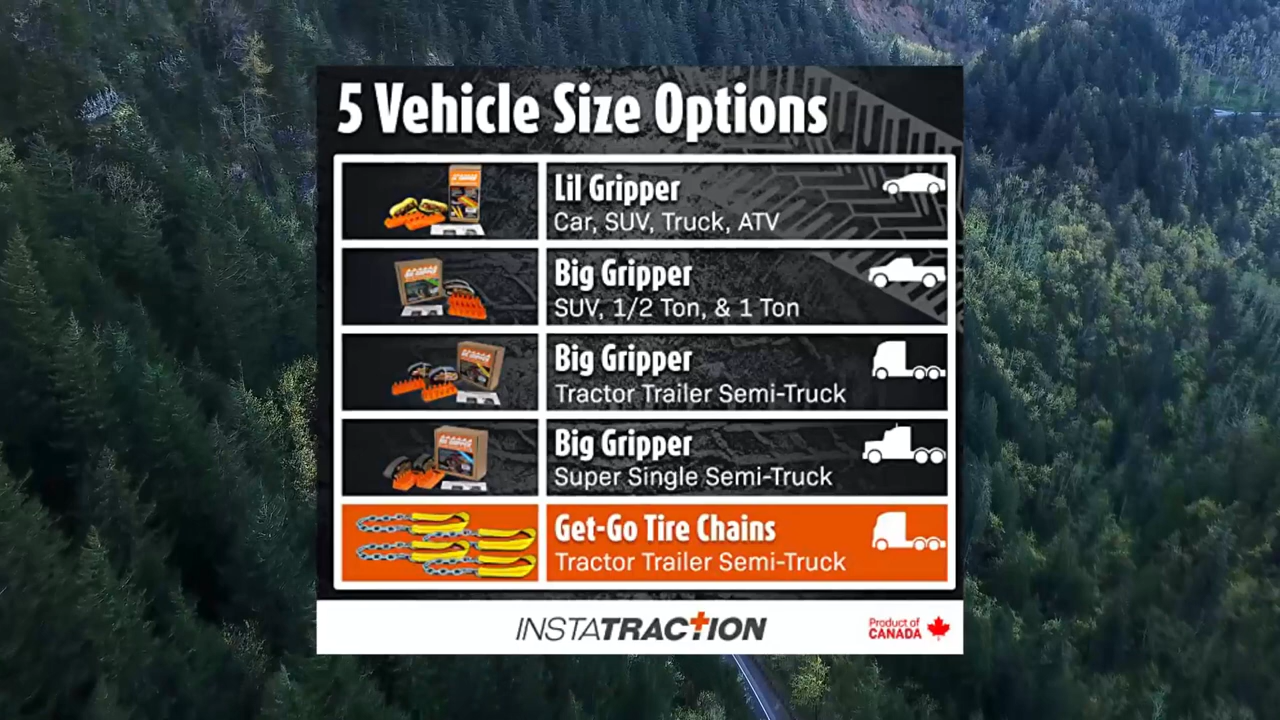 5 Vehicle Size Options
Lil Gripper
Car, SUV, Truck, ATV
Big Gripper
SUV, 1/2 Ton, & 1 Ton
Big Gripper
Tractor Trailer Semi-Truck
Big Gripper
Super Single Semi-Truck
Get-Go Tire Chains
Tractor Trailer Semi-Truck
INSTATRACTION
Product of
CANADA